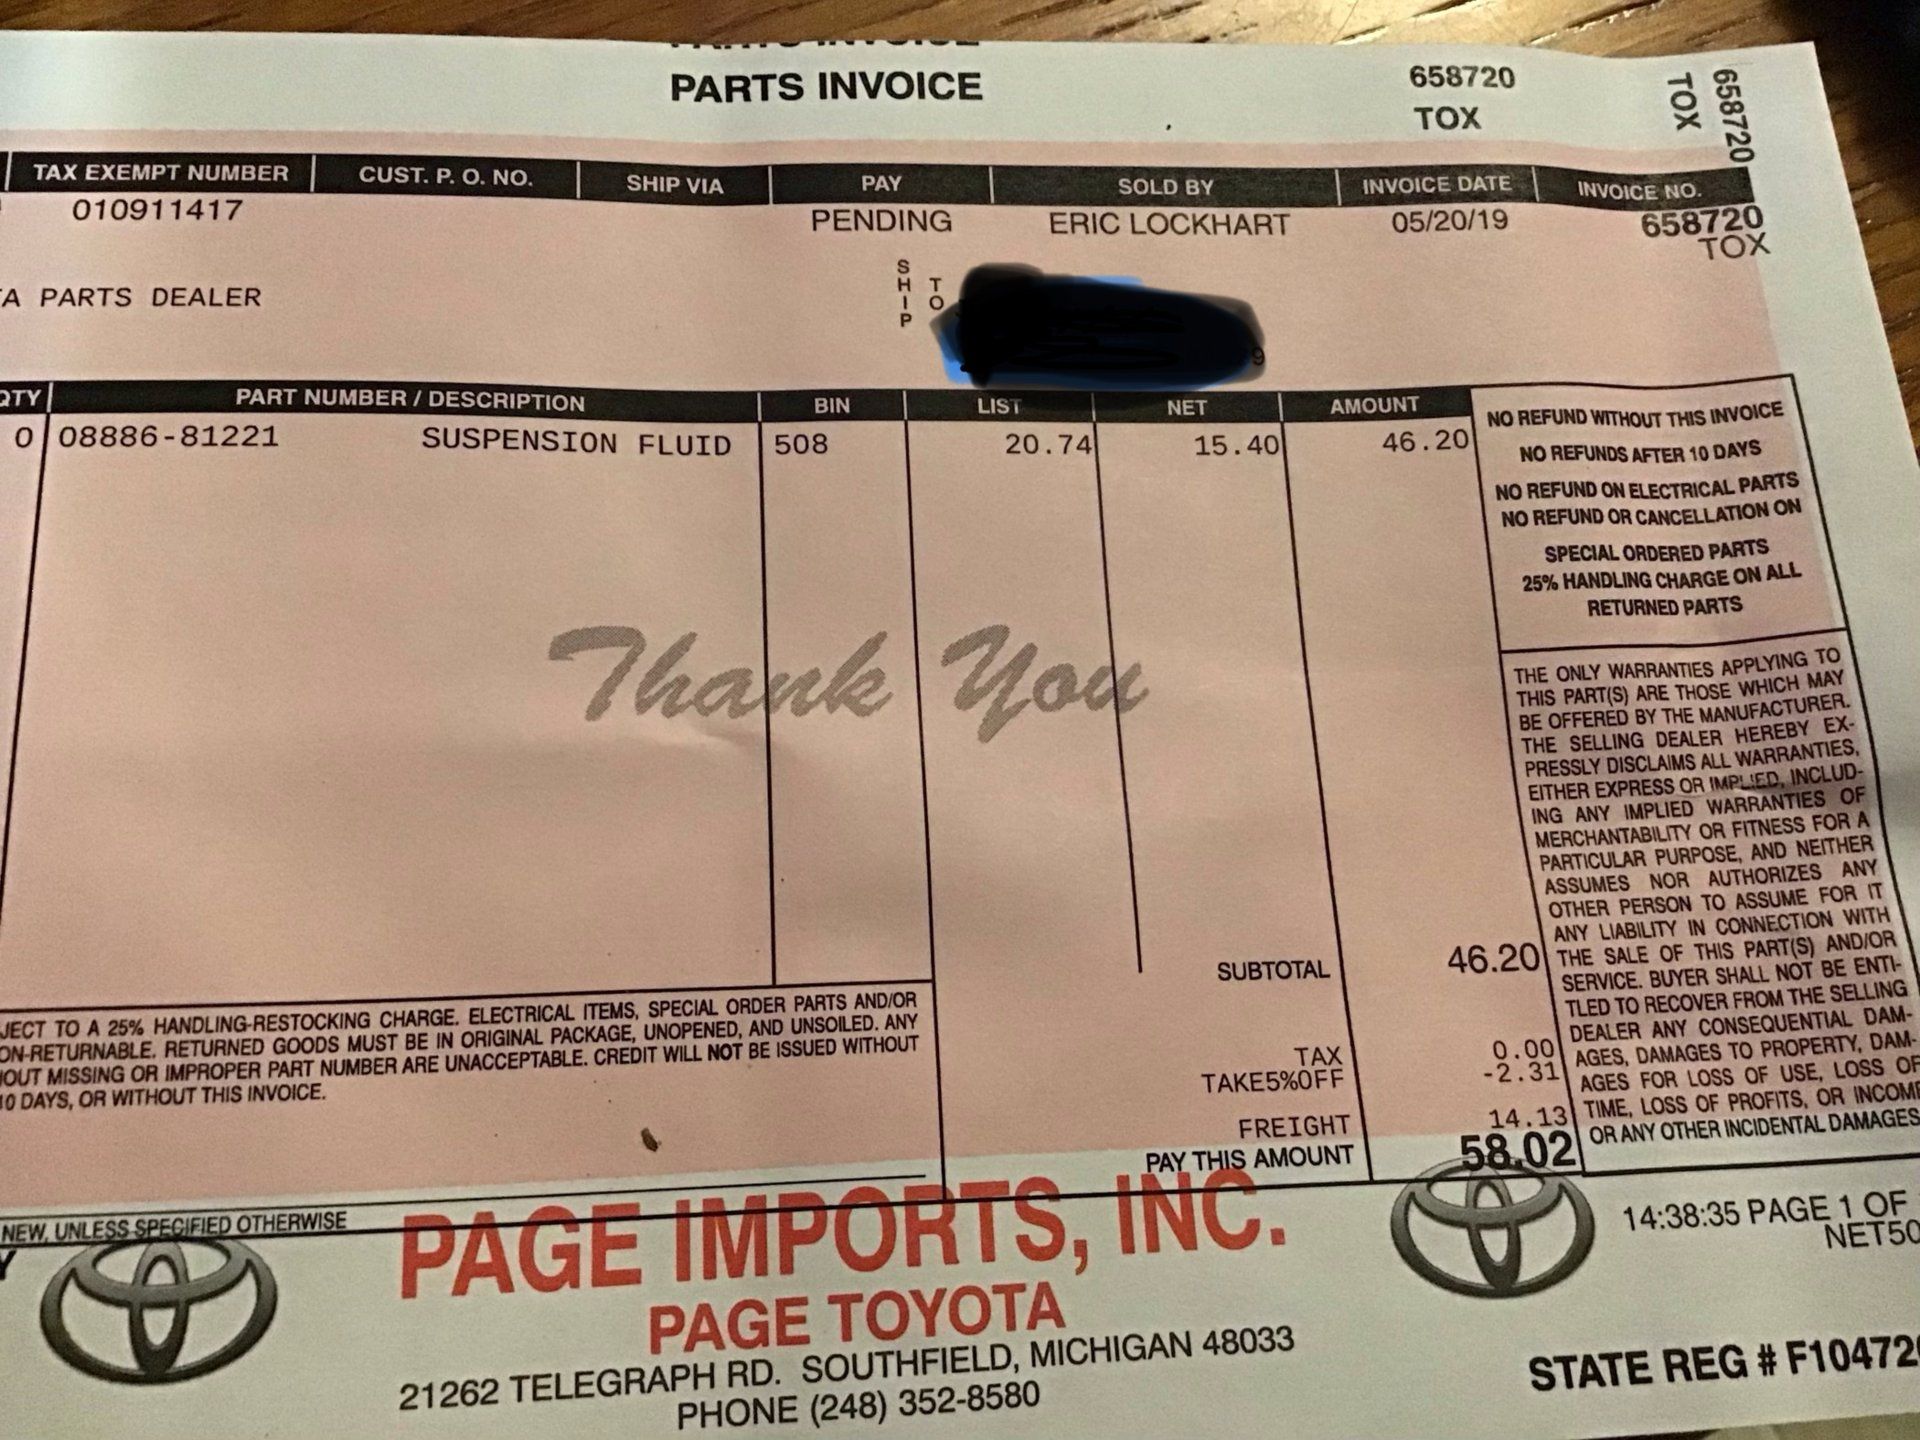 PARTS INVOICE
658720
TOX
658720
TOX
TAX EXEMPT NUMBER CUST. P. O. NO. SHIP VIA PAY SOLD BY INVOICE DATE INVOICE NO.
010911417 PENDING ERIC LOCKHART 05/20/19 658720
TOX
A PARTS DEALER
SHIP TO
9
QTY PART NUMBER / DESCRIPTION BIN LIST NET AMOUNT
0 08886-81221 SUSPENSION FLUID 508 20.74 15.40 46.20
NO REFUND WITHOUT THIS INVOICE
NO REFUNDS AFTER 10 DAYS
NO REFUND ON ELECTRICAL PARTS
NO REFUND OR CANCELLATION ON
SPECIAL ORDERED PARTS
25% HANDLING CHARGE ON ALL
RETURNED PARTS
Thank You
THE ONLY WARRANTIES APPLYING TO
THIS PART(S) ARE THOSE WHICH MAY
BE OFFERED BY THE MANUFACTURER.
THE SELLING DEALER HEREBY EX-
PRESSLY DISCLAIMS ALL WARRANTIES,
EITHER EXPRESS OR IMPLIED, INCLUD-
ING ANY IMPLIED WARRANTIES OF
MERCHANTABILITY OR FITNESS FOR A
PARTICULAR PURPOSE, AND NEITHER
ASSUMES NOR AUTHORIZES ANY
OTHER PERSON TO ASSUME FOR IT
ANY LIABILITY IN CONNECTION WITH
THE SALE OF THIS PART(S) AND/OR
SERVICE. BUYER SHALL NOT BE ENTI-
TLED TO RECOVER FROM THE SELLING
DEALER ANY CONSEQUENTIAL DAM-
AGES, DAMAGES TO PROPERTY, DAM-
AGES FOR LOSS OF USE, LOSS OF
TIME, LOSS OF PROFITS, OR INCOME
OR ANY OTHER INCIDENTAL DAMAGES
SUBTOTAL 46.20
TAX 0.00
TAKE5%OFF -2.31
FREIGHT 14.13
PAY THIS AMOUNT 58.02
JECT TO A 25% HANDLING-RESTOCKING CHARGE. ELECTRICAL ITEMS, SPECIAL ORDER PARTS AND/OR
ON-RETURNABLE. RETURNED GOODS MUST BE IN ORIGINAL PACKAGE, UNOPENED, AND UNSOILED. ANY
OUT MISSING OR IMPROPER PART NUMBER ARE UNACCEPTABLE. CREDIT WILL NOT BE ISSUED WITHOUT
10 DAYS, OR WITHOUT THIS INVOICE.
NEW, UNLESS SPECIFIED OTHERWISE
Y
PAGE IMPORTS, INC.
PAGE TOYOTA
21262 TELEGRAPH RD. SOUTHFIELD, MICHIGAN 48033
PHONE (248) 352-8580
14:38:35 PAGE 1 OF
NET50
STATE REG # F10472